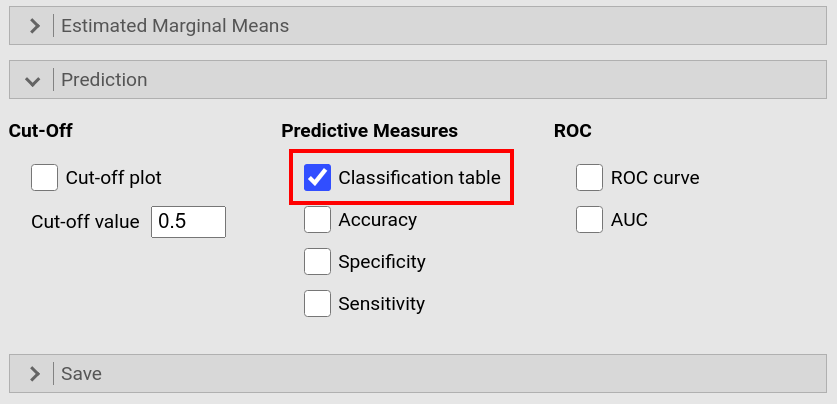 Estimated Marginal Means
Prediction
Cut-Off
Cut-off plot
Cut-off value 0.5
Predictive Measures
Classification table
Accuracy
Specificity
Sensitivity
ROC
ROC curve
AUC
Save